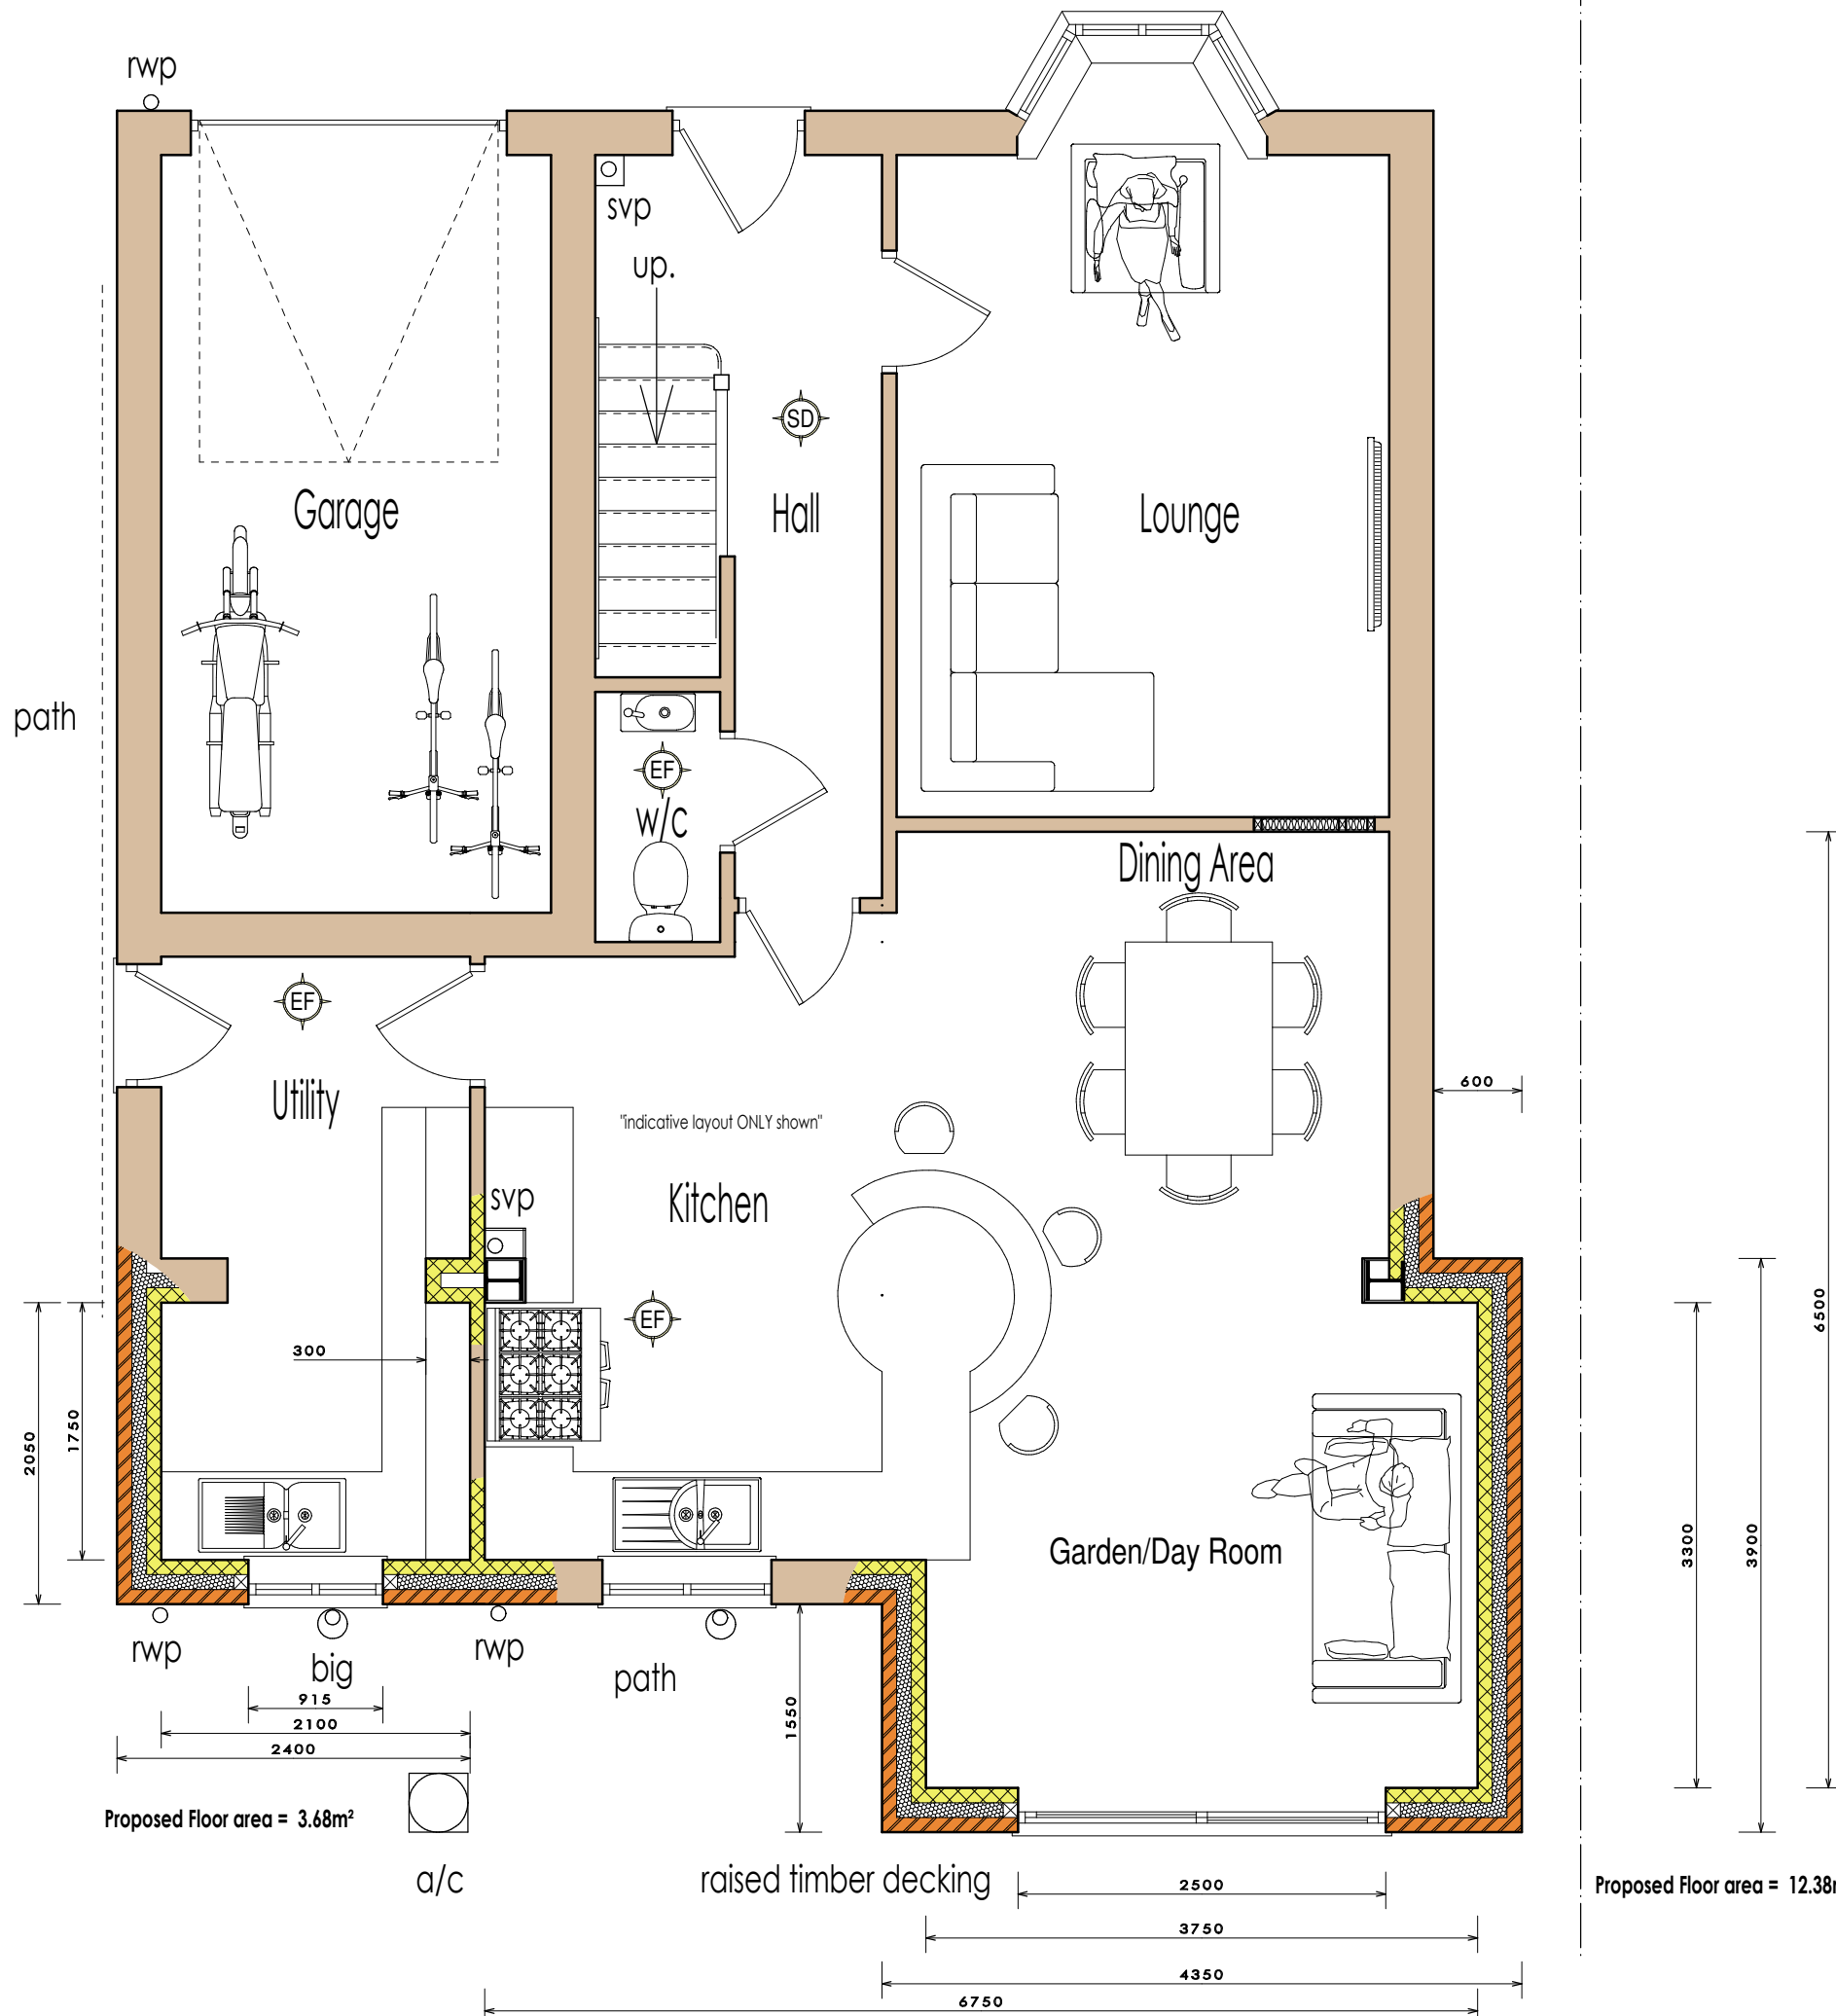 rwp
svp
up.
SD
Garage
Hall
Lounge
path
EF
w/c
Dining Area
EF
Utility
600
"indicative layout ONLY shown"
svp
Kitchen
EF
6500
300
1750
2050
3300
3900
Garden/Day Room
rwp
rwp
big
path
915
1550
2100
2400
Proposed Floor area = 3.68m²
a/c
raised timber decking
2500
Proposed Floor area = 12.38
3750
4350
6750